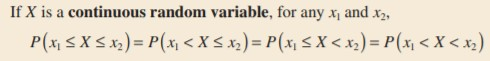 If X is a continuous random variable, for any x₁ and x₂,
P(x₁ ≤ X ≤ x₂) = P(x₁ < X ≤ x₂) = P(x₁ ≤ X < x₂) = P(x₁ < X < x₂)